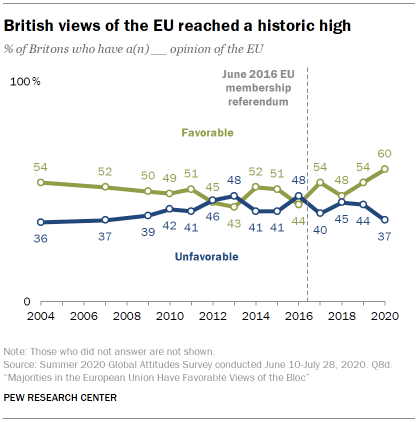 British views of the EU reached a historic high
% of Britons who have a(n) __ opinion of the EU
100%
June 2016 EU
membership
referendum
Favorable
54 52 50 49 51 45 43 52 51 44 54 48 54 60
36 37 39 42 41 46 48 41 41 48 40 45 44 37
Unfavorable
0
2004 2006 2008 2010 2012 2014 2016 2018 2020
Note: Those who did not answer are not shown.
Source: Summer 2020 Global Attitudes Survey conducted June 10-July 28, 2020. Q8d.
“Majorities in the European Union Have Favorable Views of the Bloc”
PEW RESEARCH CENTER